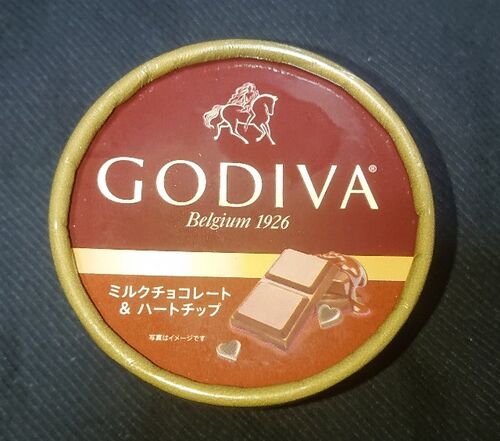 GODIVA®
Belgium 1926
ミルクチョコレート
& ハートチップ
写真はイメージです